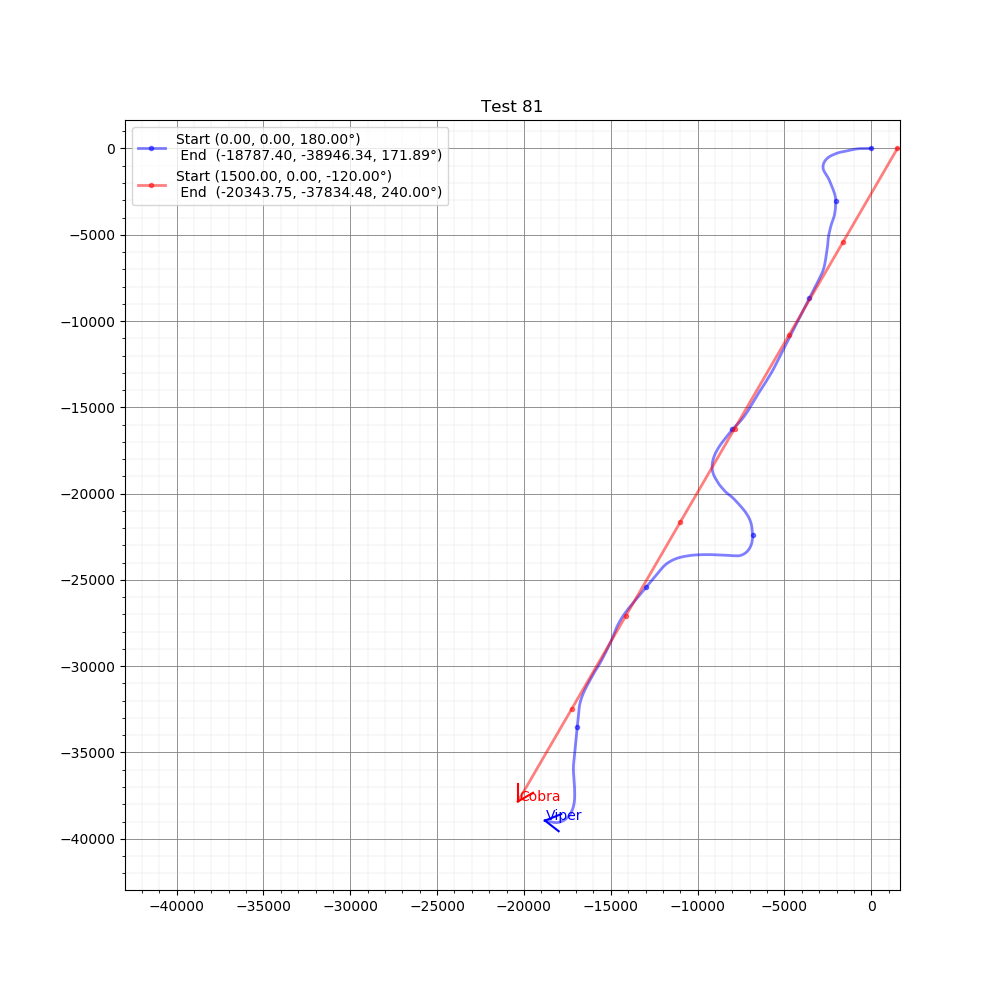 Test 81
Start (0.00, 0.00, 180.00°)
End (-18787.40, -38946.34, 171.89°)
Start (1500.00, 0.00, -120.00°)
End (-20343.75, -37834.48, 240.00°)
0
−5000
−10000
−15000
−20000
−25000
−30000
−35000
−40000
Cobra
Viper
−40000 −35000 −30000 −25000 −20000 −15000 −10000 −5000 0